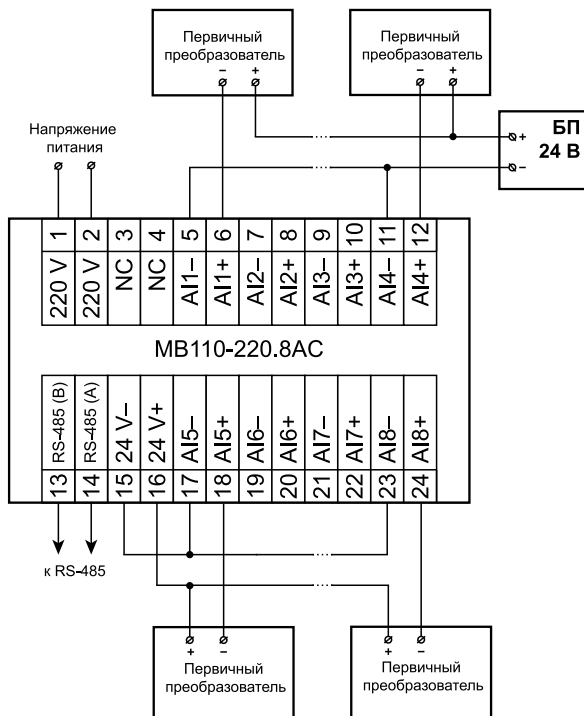 Первичный
преобразователь
− +
Первичный
преобразователь
− +
БП
24 В
+
−
Напряжение
питания
1 2 3 4 5 6 7 8 9 10 11 12
220 V 220 V NC NC AI1− AI1+ AI2− AI2+ AI3− AI3+ AI4− AI4+
МВ110-220.8АС
RS-485 (B) RS-485 (A) 24 V− 24 V+ AI5− AI5+ AI6− AI6+ AI7− AI7+ AI8− AI8+
13 14 15 16 17 18 19 20 21 22 23 24
к RS-485
+ −
Первичный
преобразователь
+ −
Первичный
преобразователь